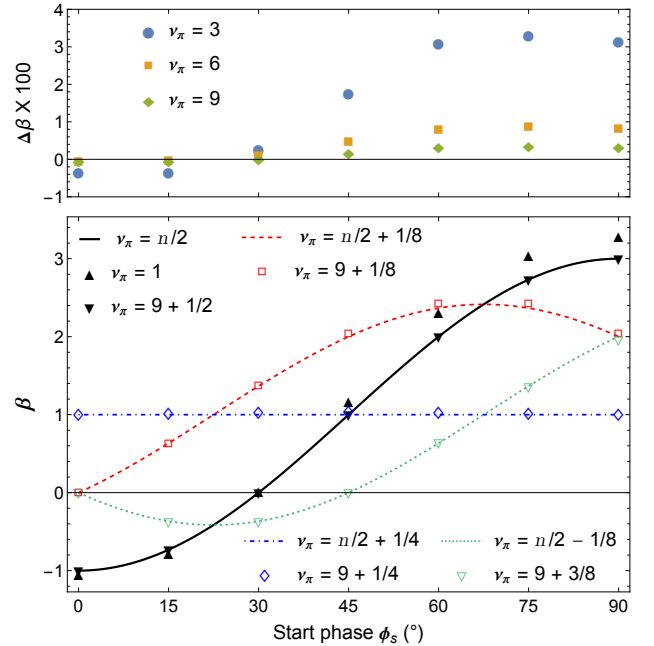 4
3
2
1
0
−1
Δβ X 100
ν_π = 3
ν_π = 6
ν_π = 9
3
2
1
0
−1
β
ν_π = n/2
ν_π = n/2 + 1/8
ν_π = 1
ν_π = 9 + 1/8
ν_π = 9 + 1/2
ν_π = n/2 + 1/4
ν_π = n/2 − 1/8
ν_π = 9 + 1/4
ν_π = 9 + 3/8
0 15 30 45 60 75 90
Start phase ϕ_s (°)